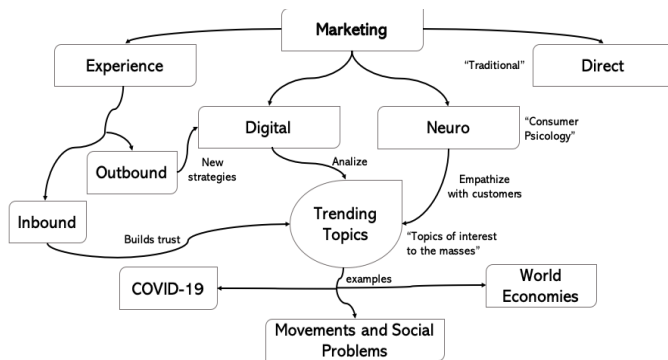 Marketing
Experience
"Traditional"
Direct
Digital
Neuro
"Consumer
Psicology"
Outbound
New
strategies
Analize
Empathize
with customers
Inbound
Builds trust
Trending
Topics
"Topics of interest
to the masses"
examples
COVID-19
World
Economies
Movements and Social
Problems